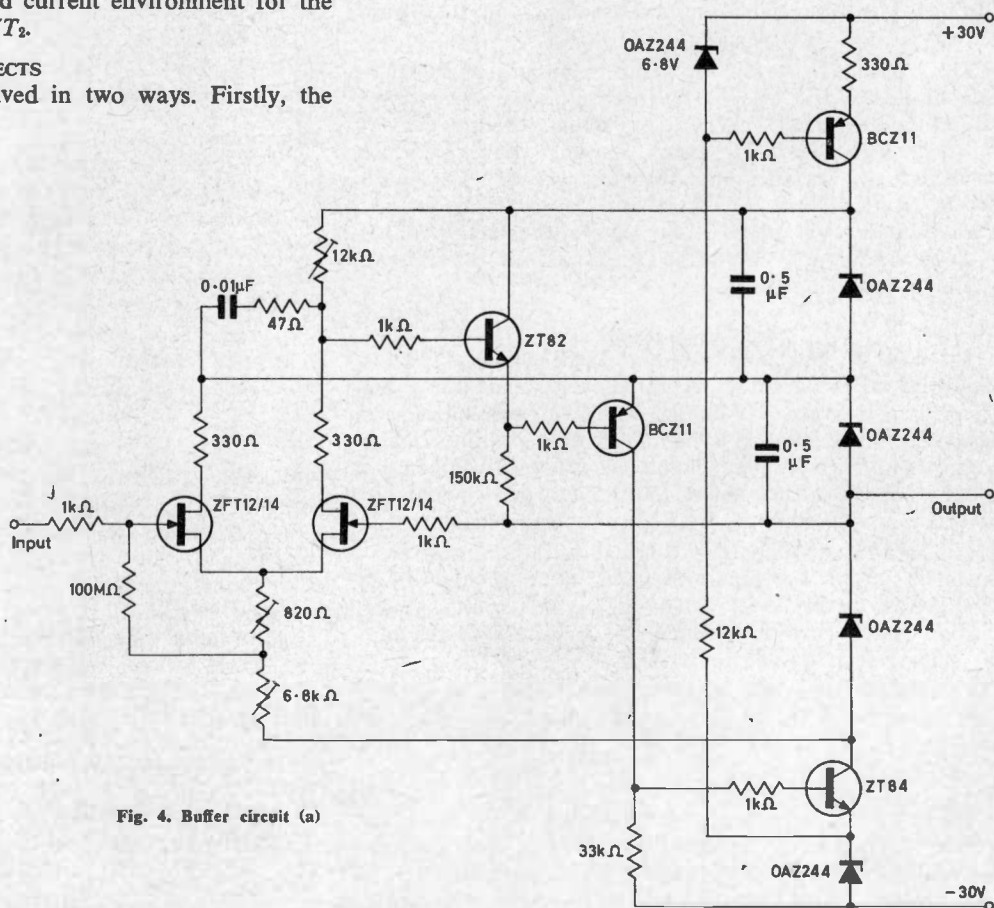 d current environment for the
T₂.
ECTS
ved in two ways. Firstly, the
+30V
OAZ244
6·8V
330Ω
1kΩ
BCZ11
12kΩ
0·01μF
47Ω
1kΩ
ZT82
0·5
μF
OAZ244
330Ω
330Ω
1kΩ
BCZ11
0·5
μF
OAZ244
150kΩ
1kΩ
Input
ZFT12/14
ZFT12/14
1kΩ
Output
100MΩ
820Ω
12kΩ
OAZ244
6·8kΩ
1kΩ
ZT84
Fig. 4. Buffer circuit (a)
33kΩ
OAZ244
−30V